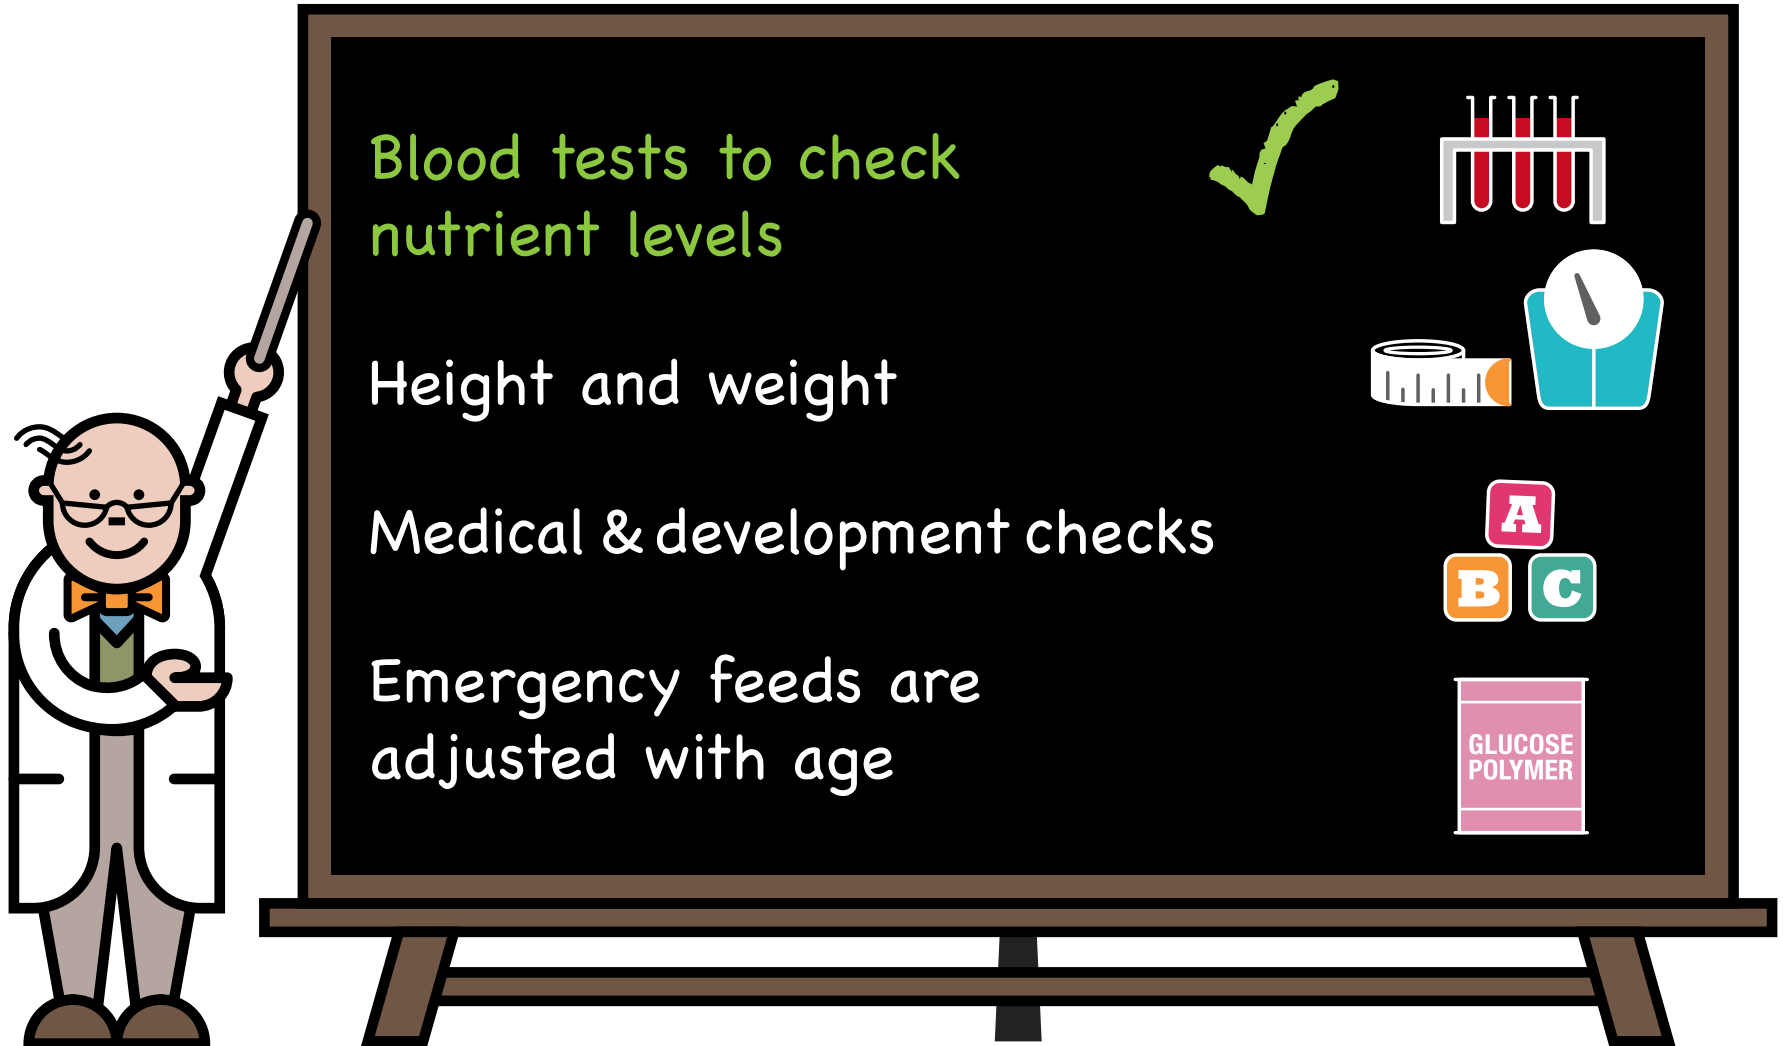 Blood tests to check
nutrient levels
Height and weight
Medical & development checks
A
B C
Emergency feeds are
adjusted with age
GLUCOSE
POLYMER